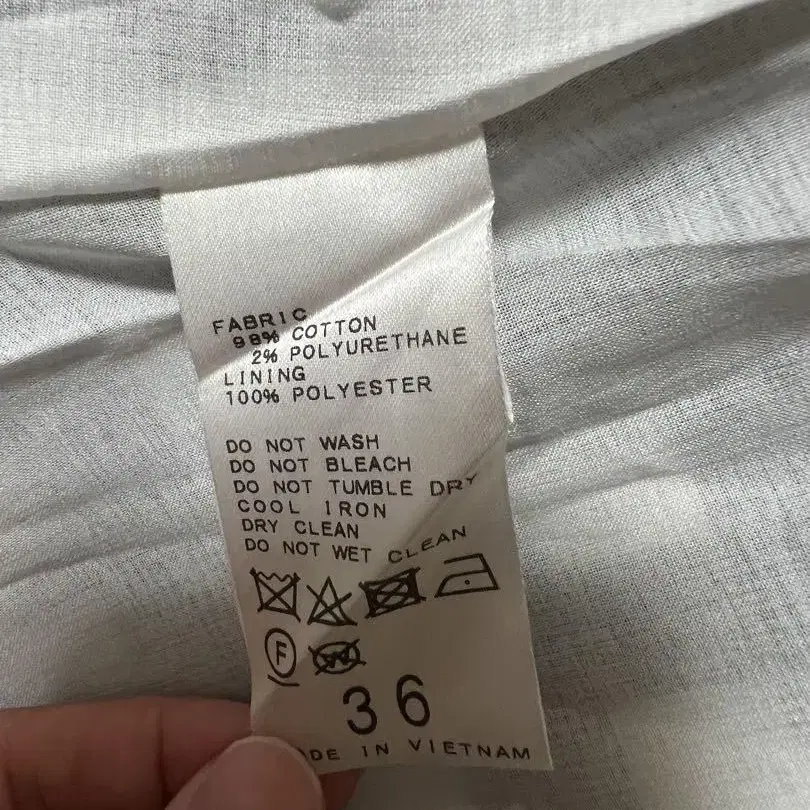 FABRIC
98% COTTON
2% POLYURETHANE
LINING
100% POLYESTER
DO NOT WASH
DO NOT BLEACH
DO NOT TUMBLE DRY
COOL IRON
DRY CLEAN
DO NOT WET CLEAN
F W
36
DE IN VIETNAM